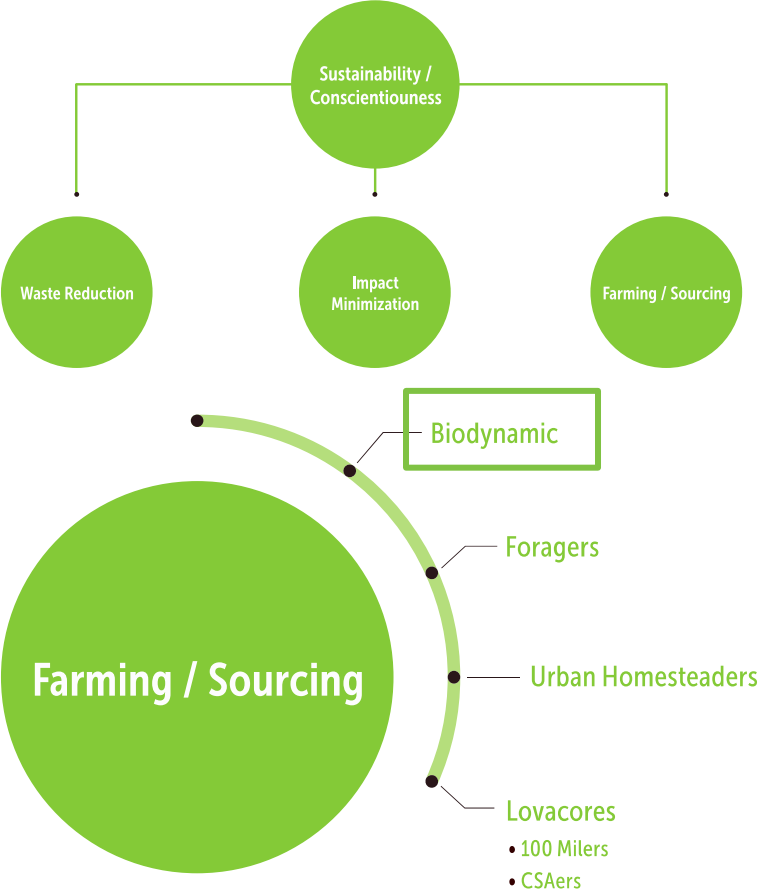 Sustainability /
Conscientiouness
Waste Reduction
Impact
Minimization
Farming / Sourcing
Biodynamic
Foragers
Farming / Sourcing
Urban Homesteaders
Lovacores
• 100 Milers
• CSAers